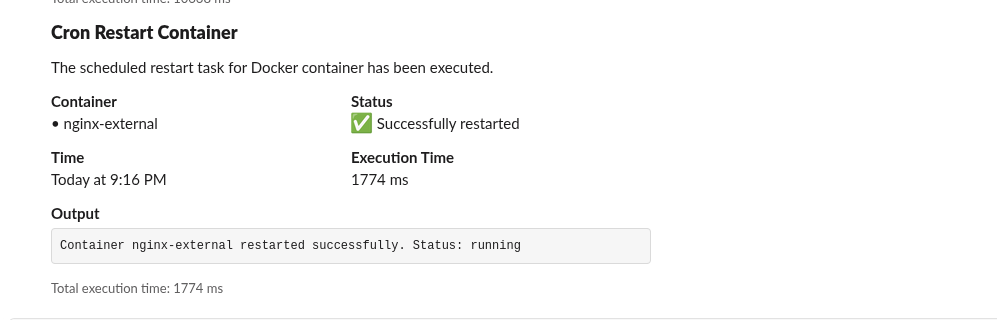 Total execution time: 10000 ms
Cron Restart Container
The scheduled restart task for Docker container has been executed.
Container
Status
• nginx-external
✅ Successfully restarted
Time
Execution Time
Today at 9:16 PM
1774 ms
Output
Container nginx-external restarted successfully. Status: running
Total execution time: 1774 ms